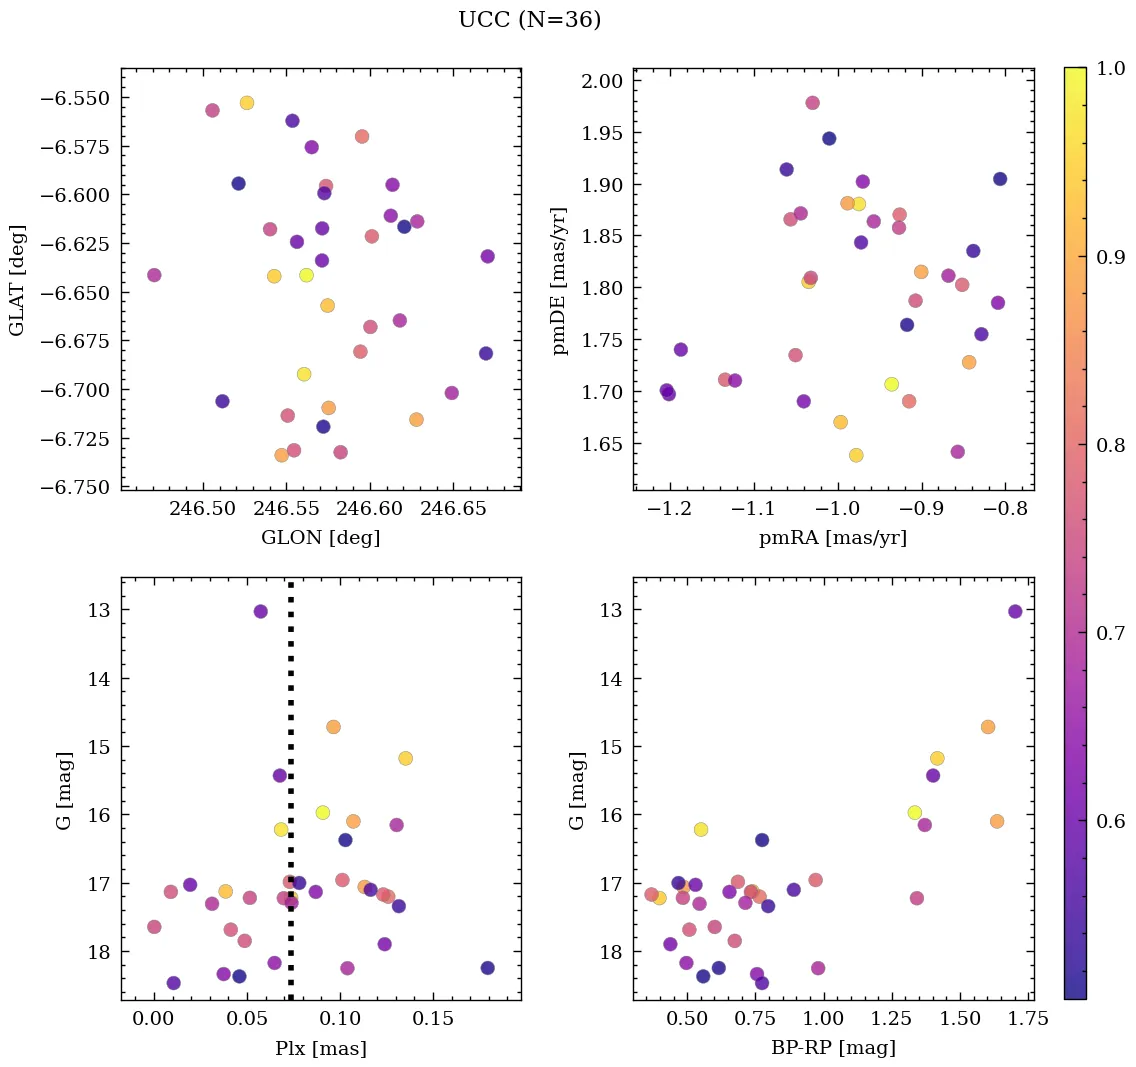 UCC (N=36)
−6.550
−6.575
−6.600
−6.625
−6.650
−6.675
−6.700
−6.725
−6.750
GLAT [deg]
246.50 246.55 246.60 246.65
GLON [deg]
2.00
1.95
1.90
1.85
1.80
1.75
1.70
1.65
pmDE [mas/yr]
−1.2 −1.1 −1.0 −0.9 −0.8
pmRA [mas/yr]
13
14
15
16
17
18
G [mag]
0.00 0.05 0.10 0.15
Plx [mas]
13
14
15
16
17
18
G [mag]
0.50 0.75 1.00 1.25 1.50 1.75
BP-RP [mag]
1.0
0.9
0.8
0.7
0.6